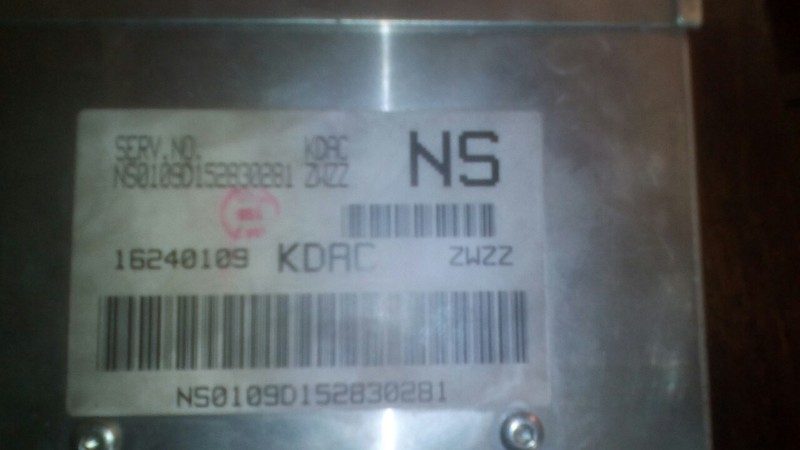 SERV.NO. KDAC NS
NS0109D152830281 ZWZZ
16240109 KDAC ZWZZ
NS0109D152830281